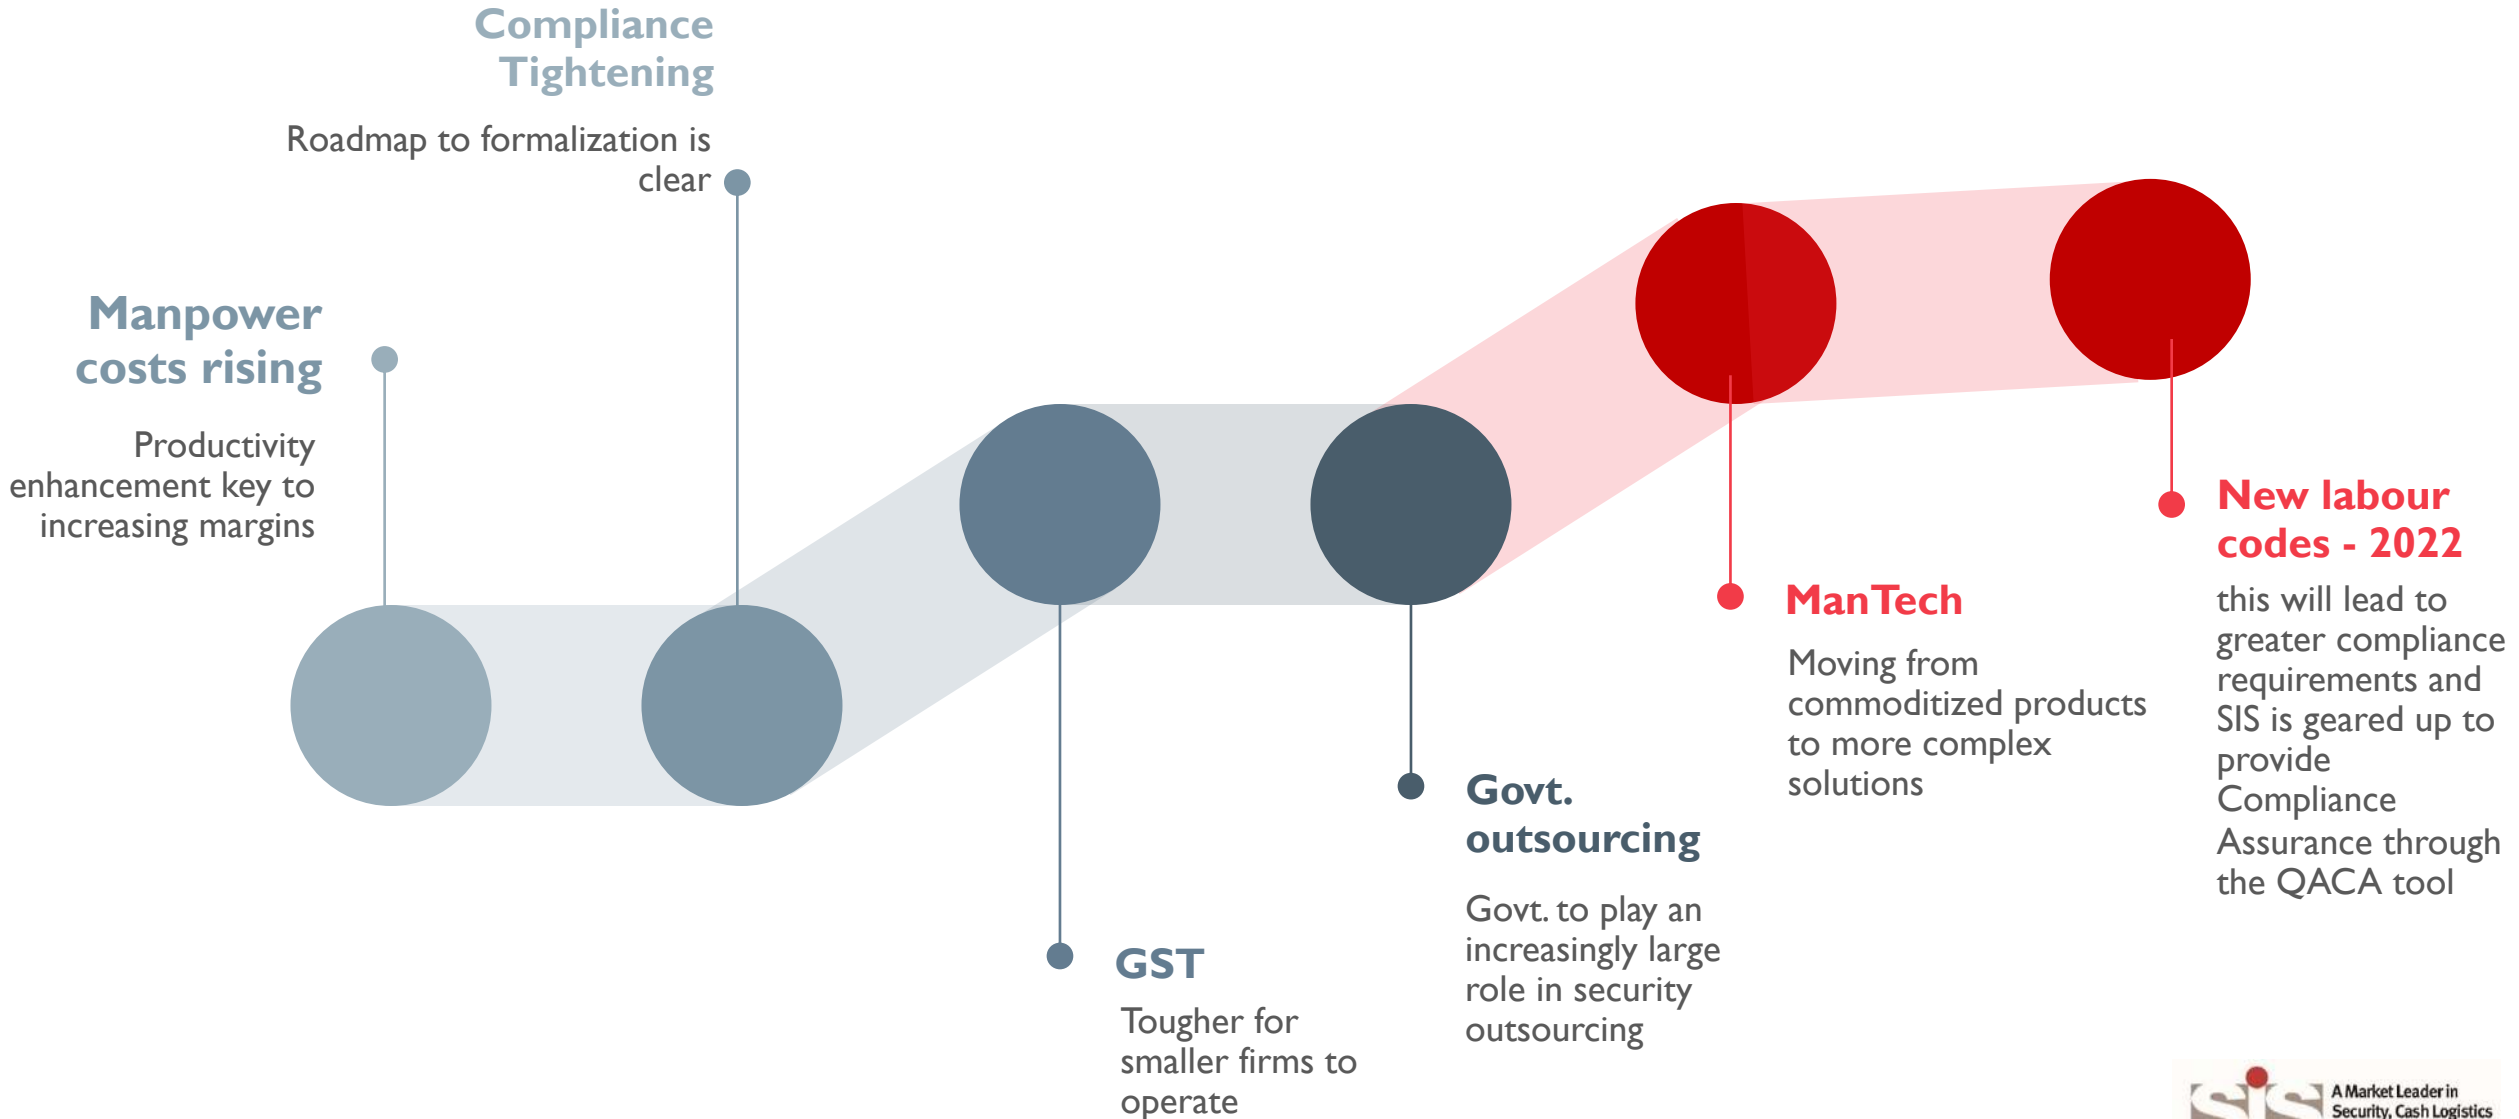 Compliance
Tightening
Roadmap to formalization is
clear
Manpower
costs rising
Productivity
enhancement key to
increasing margins
GST
Tougher for
smaller firms to
operate
Govt.
outsourcing
Govt. to play an
increasingly large
role in security
outsourcing
ManTech
Moving from
commoditized products
to more complex
solutions
New labour
codes - 2022
this will lead to
greater compliance
requirements and
SIS is geared up to
provide
Compliance
Assurance through
the QACA tool
sis
A Market Leader in
Security, Cash Logistics